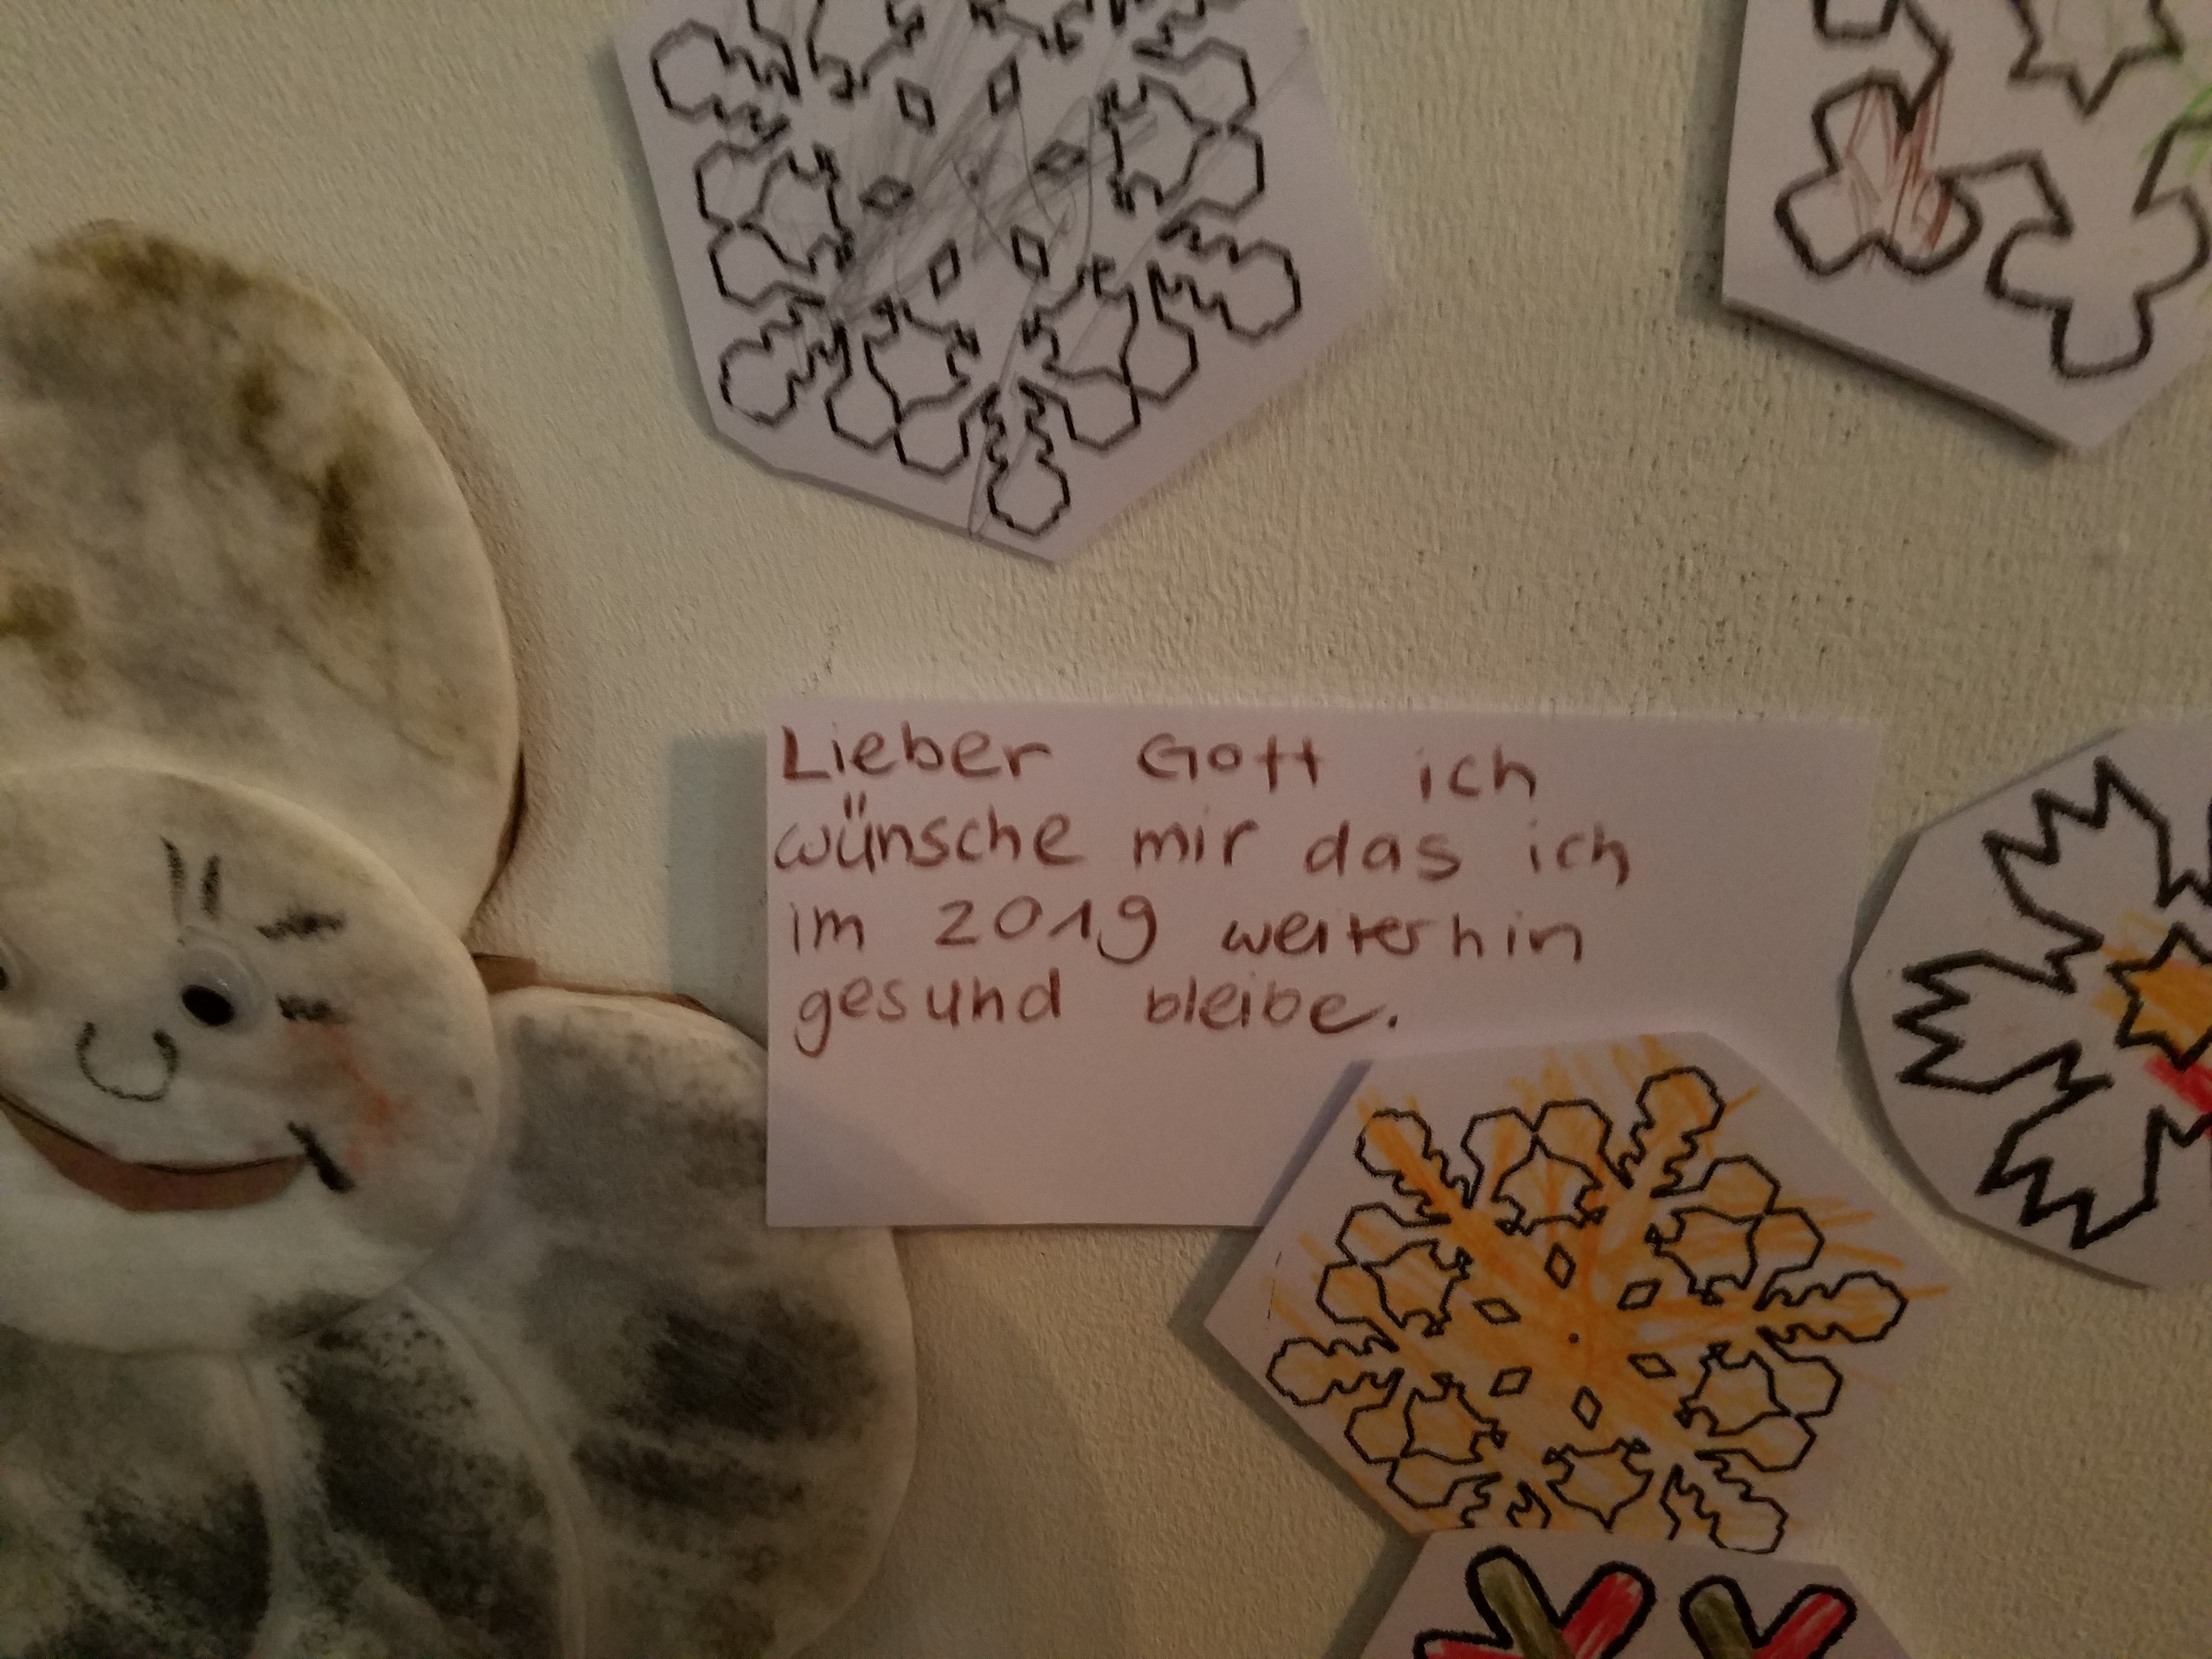 Lieber Gott ich
wünsche mir das ich
im 2019 weiterhin
gesund bleibe.